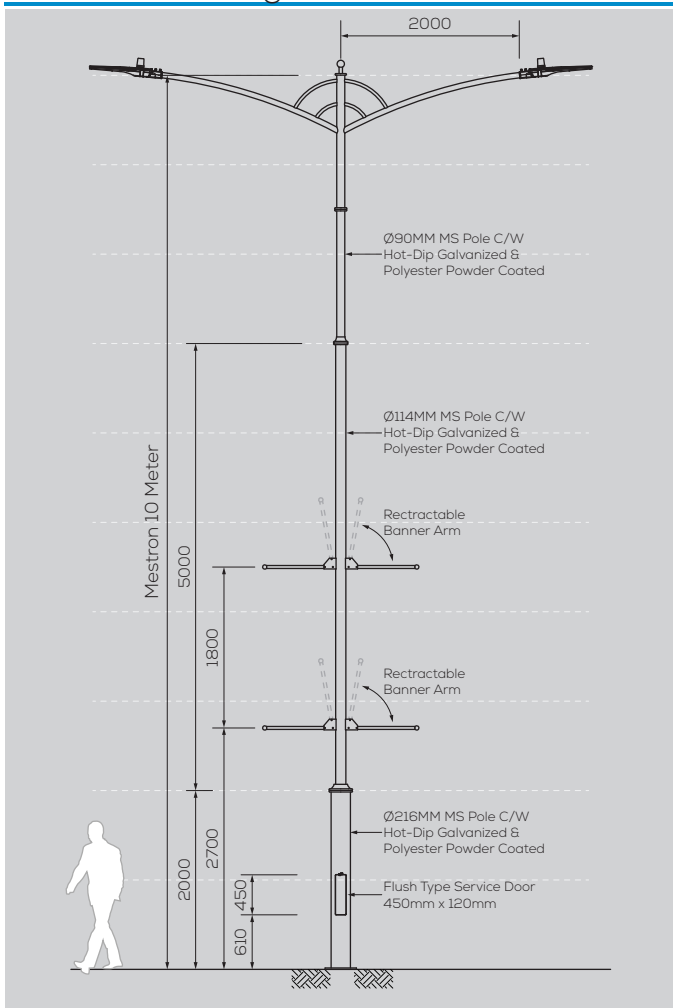 2000
Ø90MM MS Pole C/W
Hot-Dip Galvanized &
Polyester Powder Coated
Ø114MM MS Pole C/W
Hot-Dip Galvanized &
Polyester Powder Coated
Mestron 10 Meter
5000
Rectractable
Banner Arm
1800
Rectractable
Banner Arm
Ø216MM MS Pole C/W
Hot-Dip Galvanized &
Polyester Powder Coated
2000
2700
450
Flush Type Service Door
450mm x 120mm
610